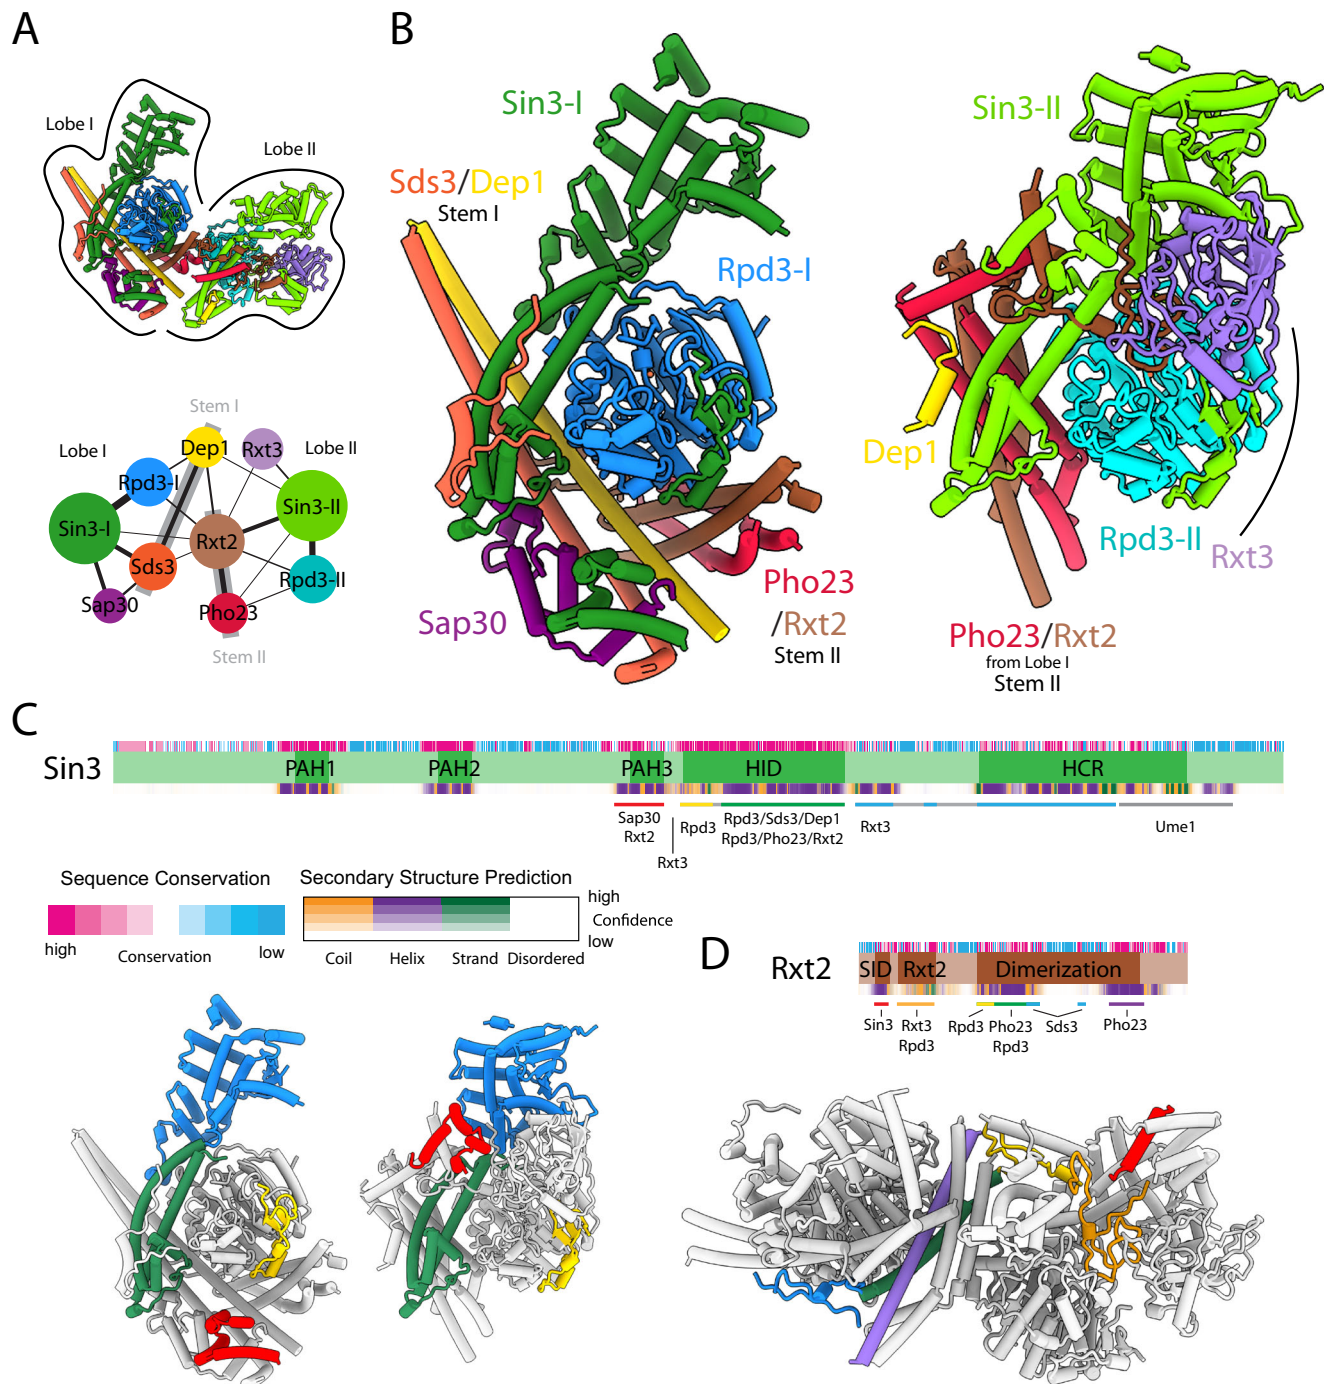 A
Lobe I
Lobe II
Stem I
Dep1
Rxt3
Lobe I
Lobe II
Rpd3-I
Sin3-I
Sin3-II
Rxt2
Sds3
Rpd3-II
Sap30
Pho23
Stem II
B
Sin3-I
Sds3/Dep1
Stem I
Rpd3-I
Sap30
Pho23
/Rxt2
Stem II
Sin3-II
Dep1
Rpd3-II
Rxt3
Pho23/Rxt2
from Lobe I
Stem II
C
Sin3
PAH1
PAH2
PAH3
HID
HCR
Sap30
Rxt2
Rxt3
Rpd3
Rpd3/Sds3/Dep1
Rpd3/Pho23/Rxt2
Rxt3
Ume1
Sequence Conservation
high
Conservation
low
Secondary Structure Prediction
high
Confidence
low
Coil
Helix
Strand
Disordered
D
Rxt2
SID
Rxt2
Dimerization
Sin3
Rxt3
Rpd3
Rpd3
Pho23
Rpd3
Sds3
Pho23